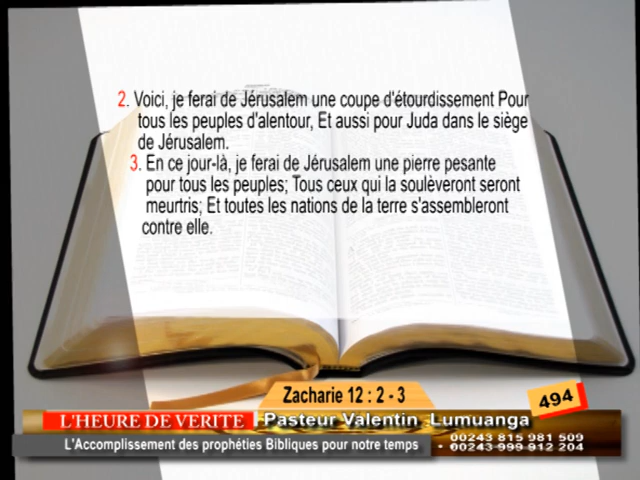 2. Voici, je ferai de Jérusalem une coupe d'étourdissement Pour
tous les peuples d'alentour, Et aussi pour Juda dans le siège
de Jérusalem.
3. En ce jour-là, je ferai de Jérusalem une pierre pesante
pour tous les peuples; Tous ceux qui la soulèveront seront
meurtris; Et toutes les nations de la terre s'assembleront
contre elle.
Zacharie 12 : 2 - 3
494
L'HEURE DE VERITE Pasteur Valentin Lumuanga
L'Accomplissement des prophéties Bibliques pour notre temps
00243 815 981 509
- 00243 999 912 204